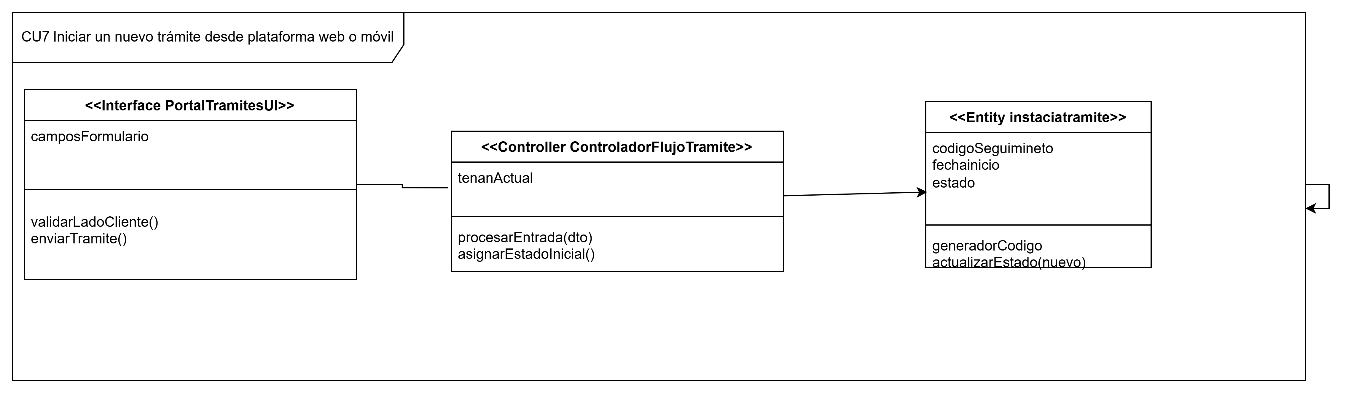 CU7 Iniciar un nuevo trámite desde plataforma web o móvil
<<Interface PortalTramitesUI>>
camposFormulario
validarLadoCliente()
enviarTramite()
<<Controller ControladorFlujoTramite>>
tenanActual
procesarEntrada(dto)
asignarEstadoInicial()
<<Entity instaciatramite>>
codigoSeguimineto
fechainicio
estado
generadorCodigo
actualizarEstado(nuevo)